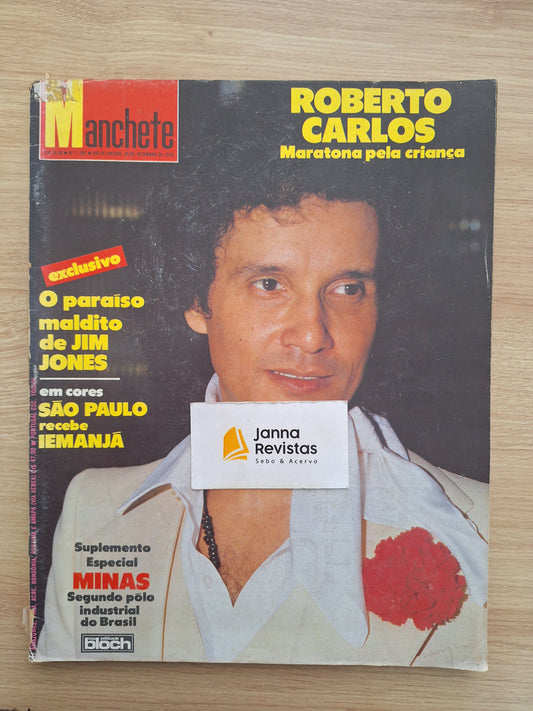 Manchete
ROBERTO
CARLOS
Maratona pela criança
exclusivo
O paraíso
maldito
de JIM
JONES
em cores
SÃO PAULO
recebe
IEMANJÁ
Janna
Revistas
Sebo & Acervo
Suplemento
Especial
MINAS
Segundo pólo
industrial
do Brasil
bloch